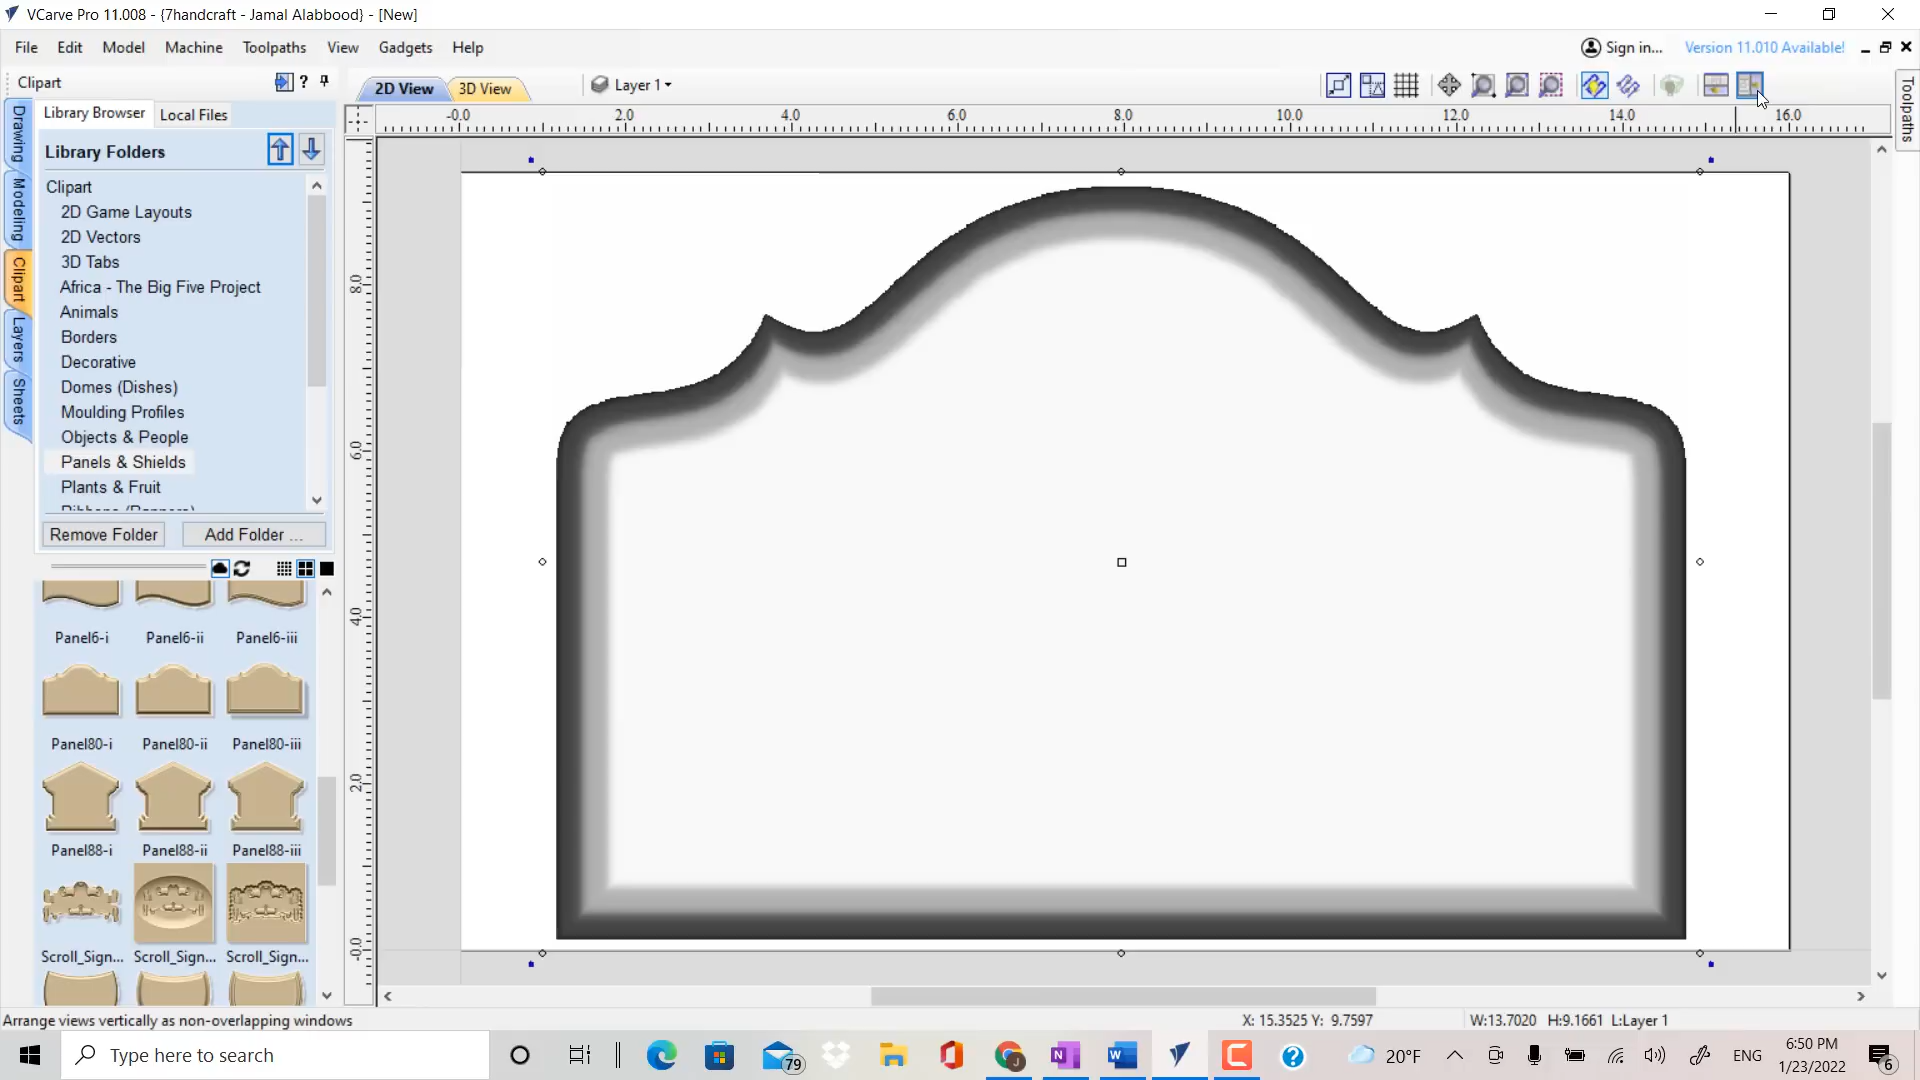 VCarve Pro 11.008 - {7handcraft - Jamal Alabbood} - [New]
File Edit Model Machine Toolpaths View Gadgets Help
Sign in... Version 11.010 Available!
Clipart ?
2D View 3D View Layer 1
Library Browser Local Files
Library Folders
Clipart
2D Game Layouts
2D Vectors
3D Tabs
Africa - The Big Five Project
Animals
Borders
Decorative
Domes (Dishes)
Moulding Profiles
Objects & People
Panels & Shields
Plants & Fruit
Remove Folder Add Folder ...
Drawing
Modeling
Clipart
Layers
Sheets
Toolpaths
-0.0 2.0 4.0 6.0 8.0 10.0 12.0 14.0 16.0
8.0
6.0
4.0
2.0
-0.0
Panel6-i Panel6-ii Panel6-iii
Panel80-i Panel80-ii Panel80-iii
Panel88-i Panel88-ii Panel88-iii
Scroll_Sign... Scroll_Sign... Scroll_Sign...
Arrange views vertically as non-overlapping windows
X: 15.3525 Y: 9.7597
W:13.7020 H:9.1661 L:Layer 1
Type here to search
79
20°F
ENG
6:50 PM
1/23/2022
6